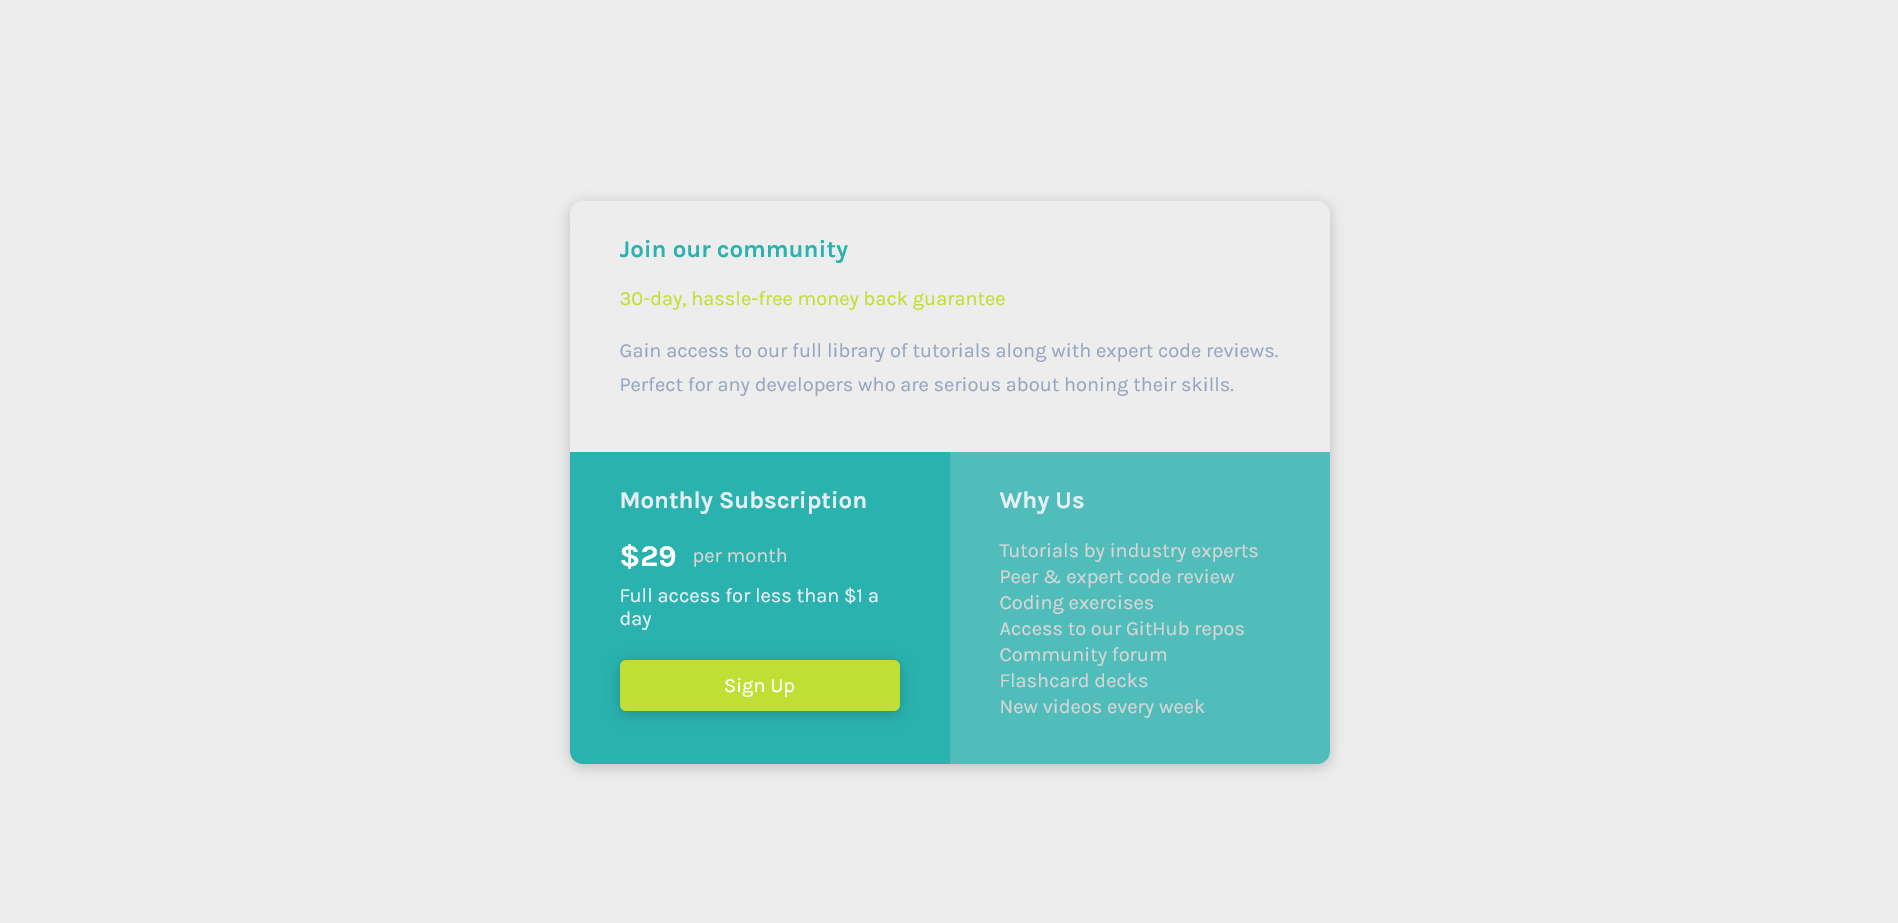 Join our community
30-day, hassle-free money back guarantee
Gain access to our full library of tutorials along with expert code reviews.
Perfect for any developers who are serious about honing their skills.
Monthly Subscription
$29 per month
Full access for less than $1 a
day
Sign Up
Why Us
Tutorials by industry experts
Peer & expert code review
Coding exercises
Access to our GitHub repos
Community forum
Flashcard decks
New videos every week